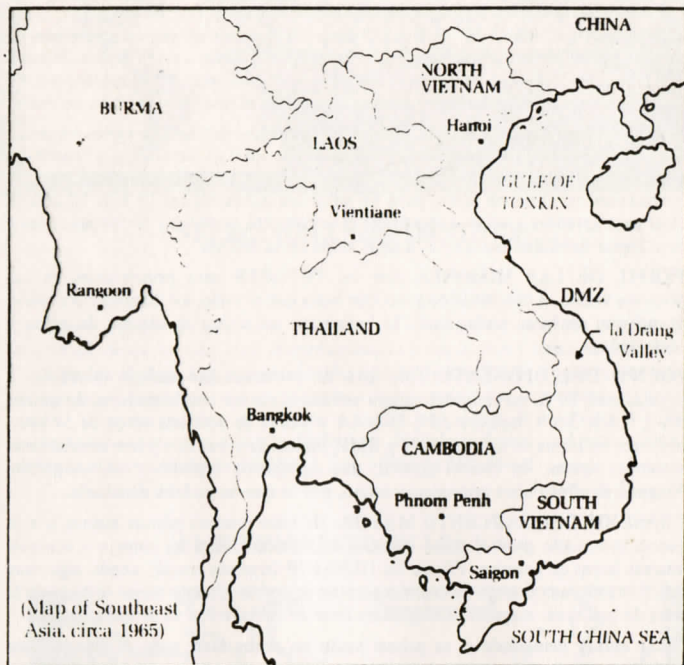 CHINA
NORTH
VIETNAM
BURMA
Hanoi
LAOS
GULF OF
TONKIN
Vientiane
Rangoon
DMZ
Ia Drang
Valley
THAILAND
Bangkok
CAMBODIA
Phnom Penh
SOUTH
VIETNAM
Saigon
(Map of Southeast
Asia, circa 1965)
SOUTH CHINA SEA